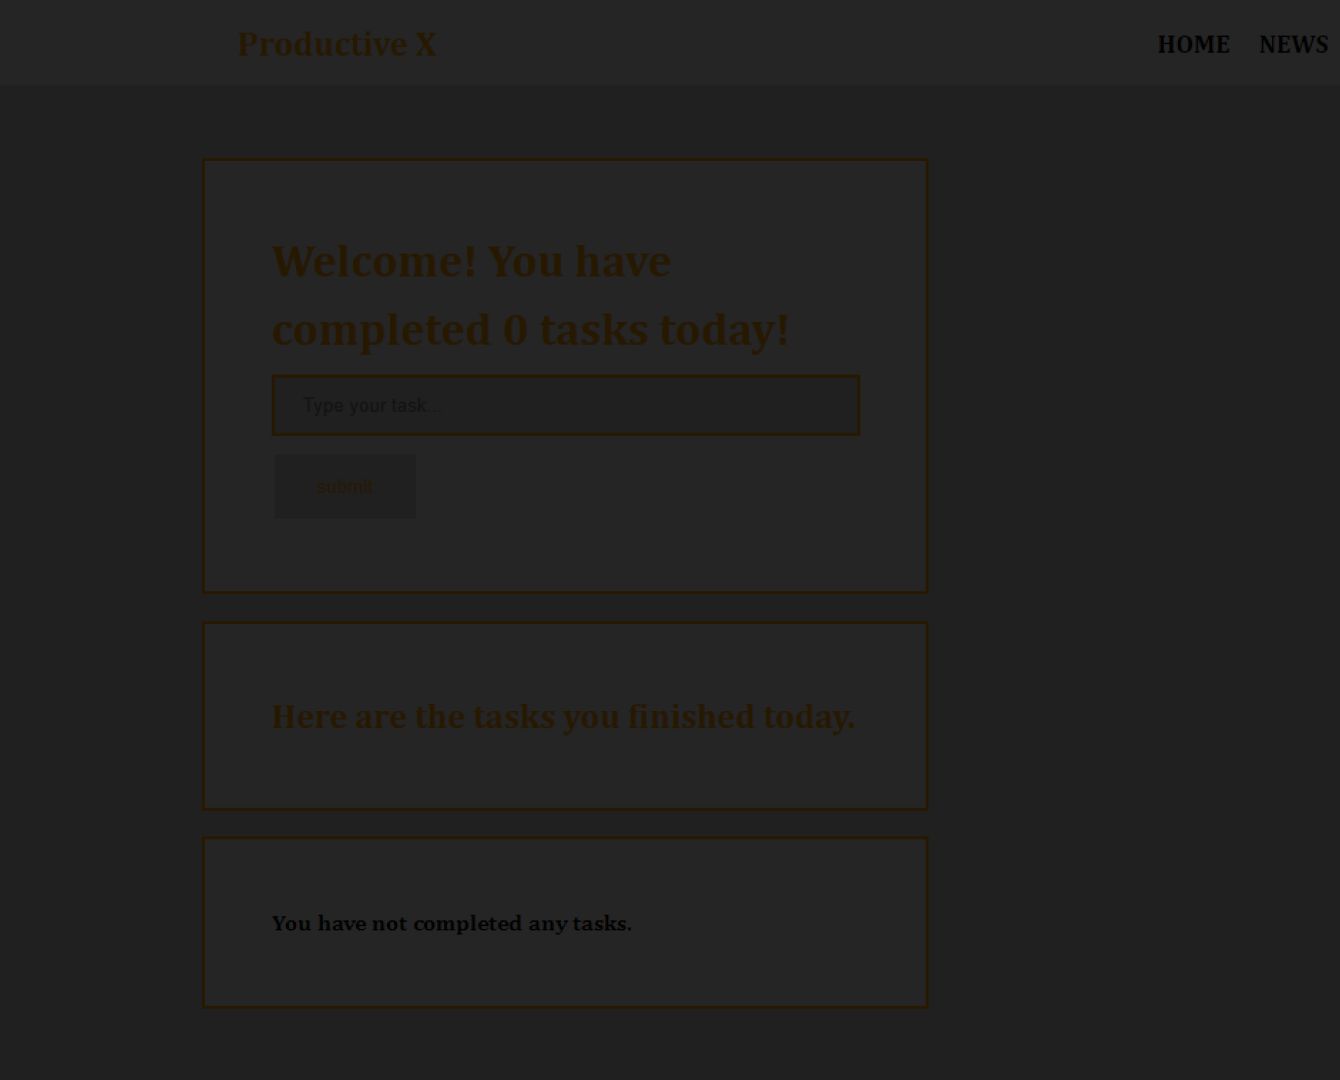 Productive X
HOME NEWS
Welcome! You have
completed 0 tasks today!
Type your task...
submit
Here are the tasks you finished today.
You have not completed any tasks.